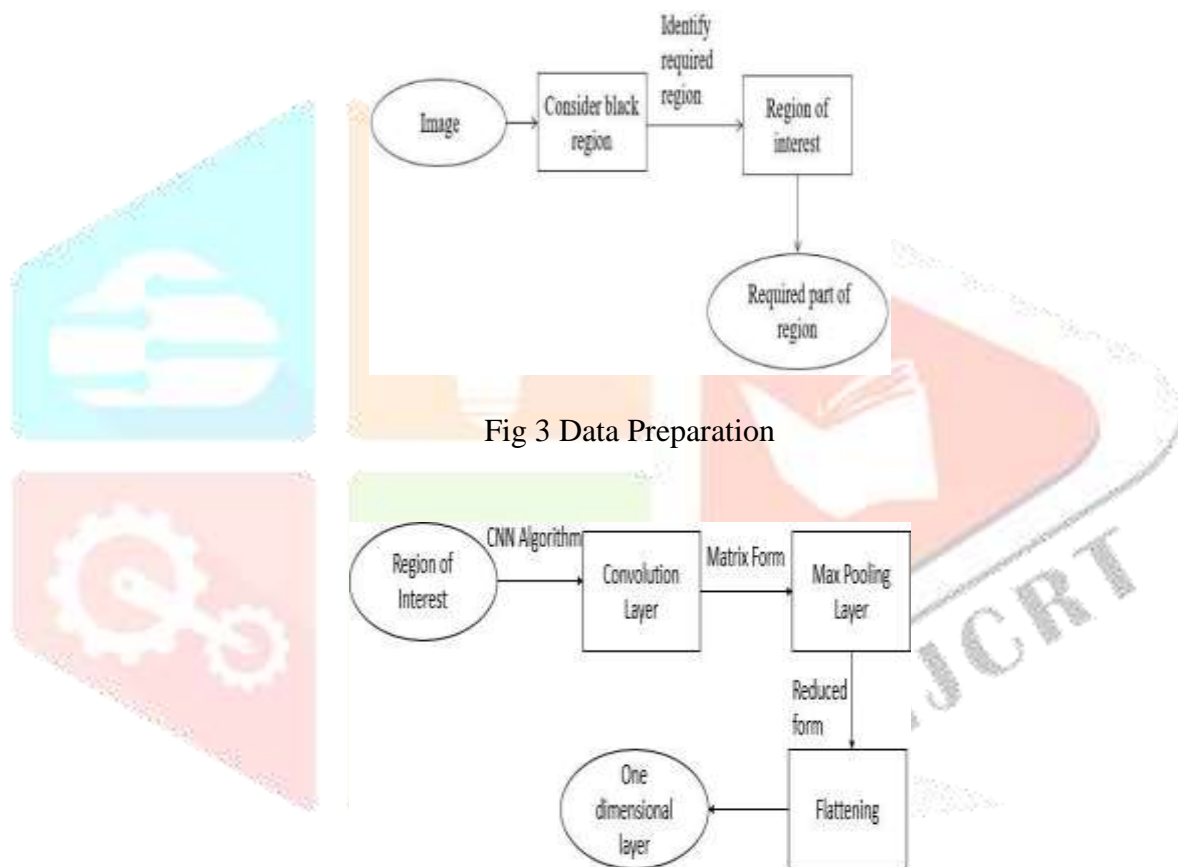 Identify
required
region
Image
Consider black
region
Region of
interest
Required part of
region
Fig 3 Data Preparation
Region of
Interest
CNN Algorithm
Convolution
Layer
Matrix Form
Max Pooling
Layer
Reduced
form
Flattening
One
dimensional
layer
IJCRT